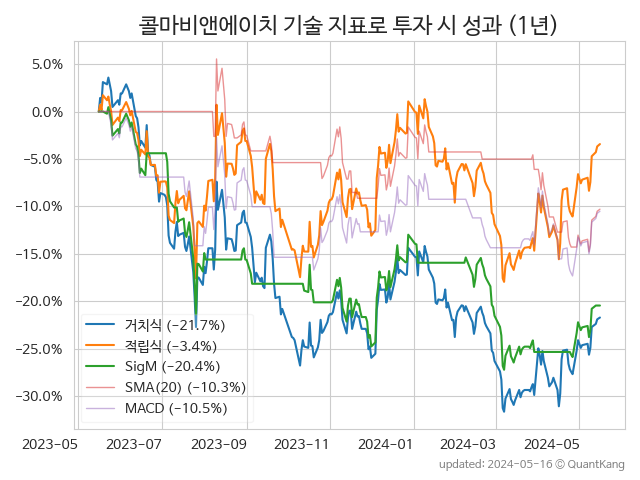 콜마비앤에이치 기술 지표로 투자 시 성과 (1년)
5.0%
0.0%
−5.0%
−10.0%
−15.0%
−20.0%
−25.0%
−30.0%
거치식 (−21.7%)
적립식 (−3.4%)
SigM (−20.4%)
SMA(20) (−10.3%)
MACD (−10.5%)
2023-05 2023-07 2023-09 2023-11 2024-01 2024-03 2024-05
updated: 2024-05-16 © QuantKang